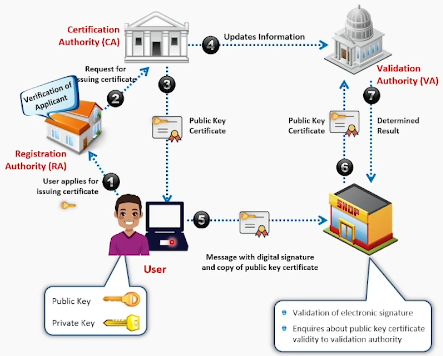 Certification
Authority (CA)
4
Updates Information
Validation
Authority (VA)
Request for
issuing certificate
Verification of
Applicant
2
3
7
Public Key
Certificate
Public Key
Certificate
Determined
Result
Registration
Authority (RA)
1
6
User applies for
issuing certificate
SHOP
5
User
Message with digital signature
and copy of public key certificate
Public Key
Private Key
Validation of electronic signature
Enquires about public key certificate
validity to validation authority